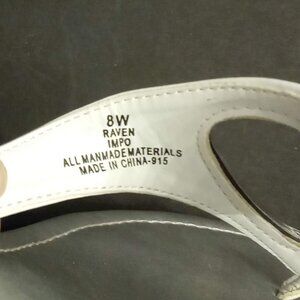 8W
RAVEN
IMPO
ALL MANMADE MATERIALS
MADE IN CHINA-915